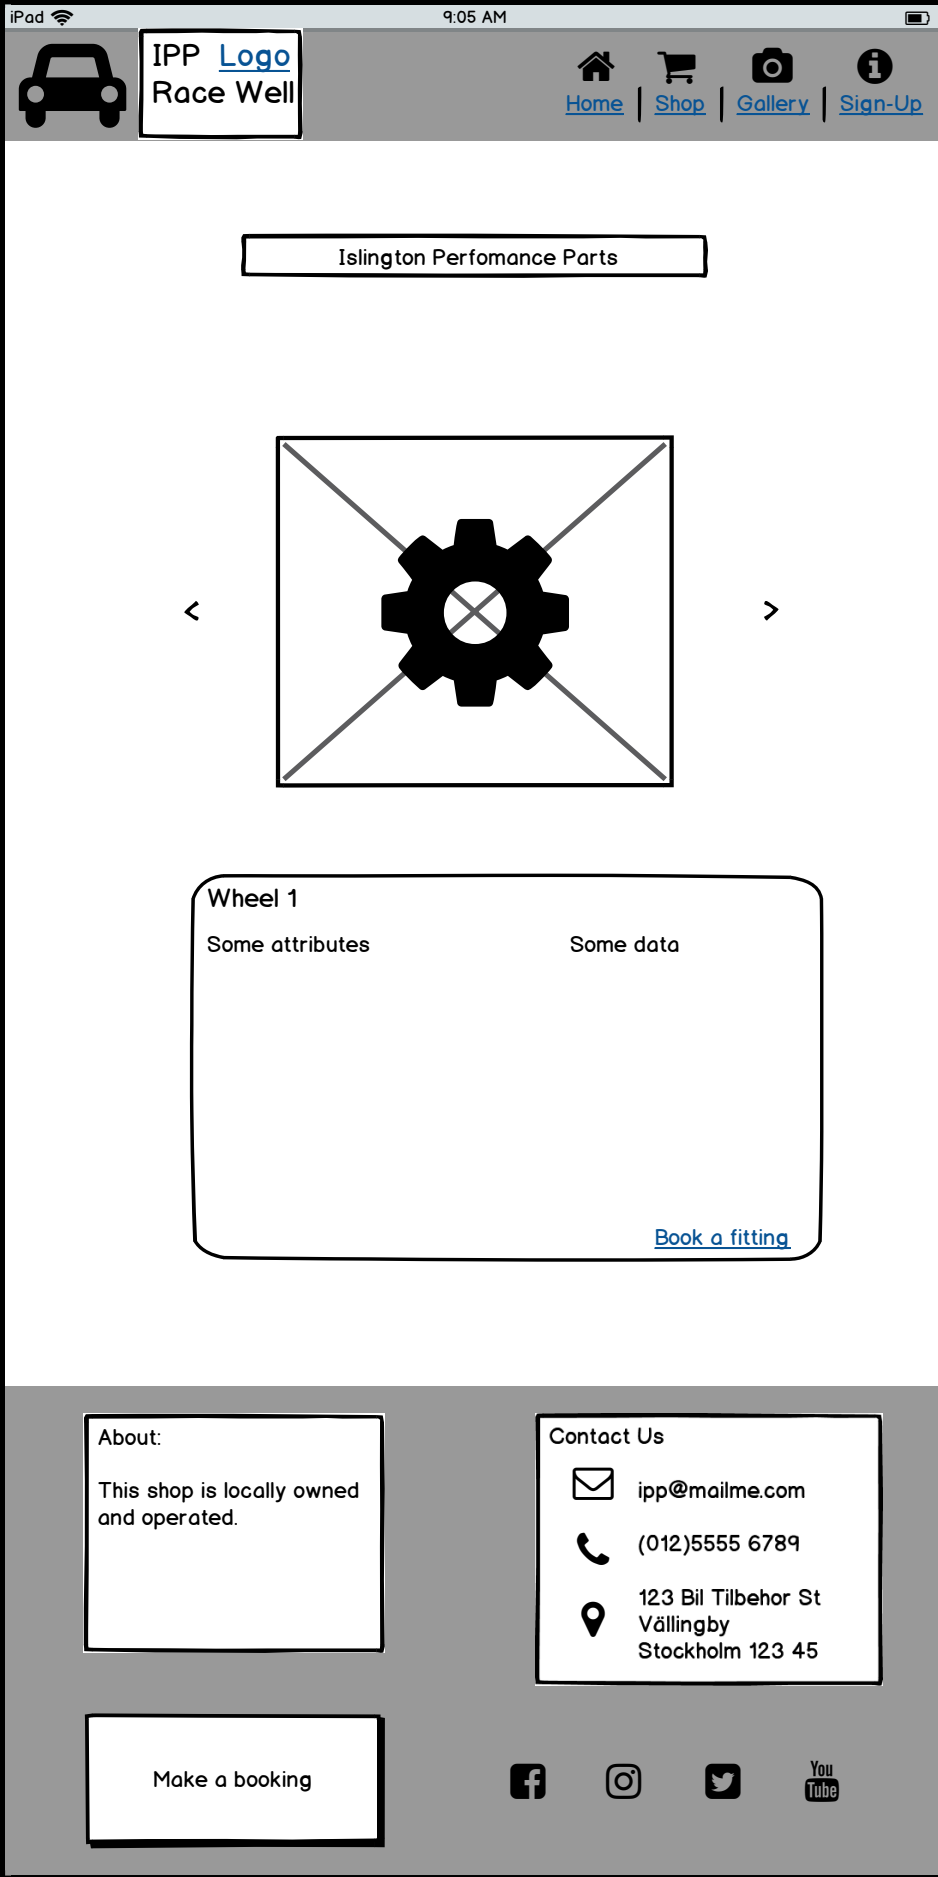 iPad 9:05 AM
IPP Logo
Race Well
Home Shop Gallery Sign-Up
Islington Perfomance Parts
< >
Wheel 1
Some attributes Some data
Book a fitting
About:
This shop is locally owned
and operated.
Contact Us
ipp@mailme.com
(012)5555 6789
123 Bil Tilbehor St
Vällingby
Stockholm 123 45
Make a booking
You
Tube